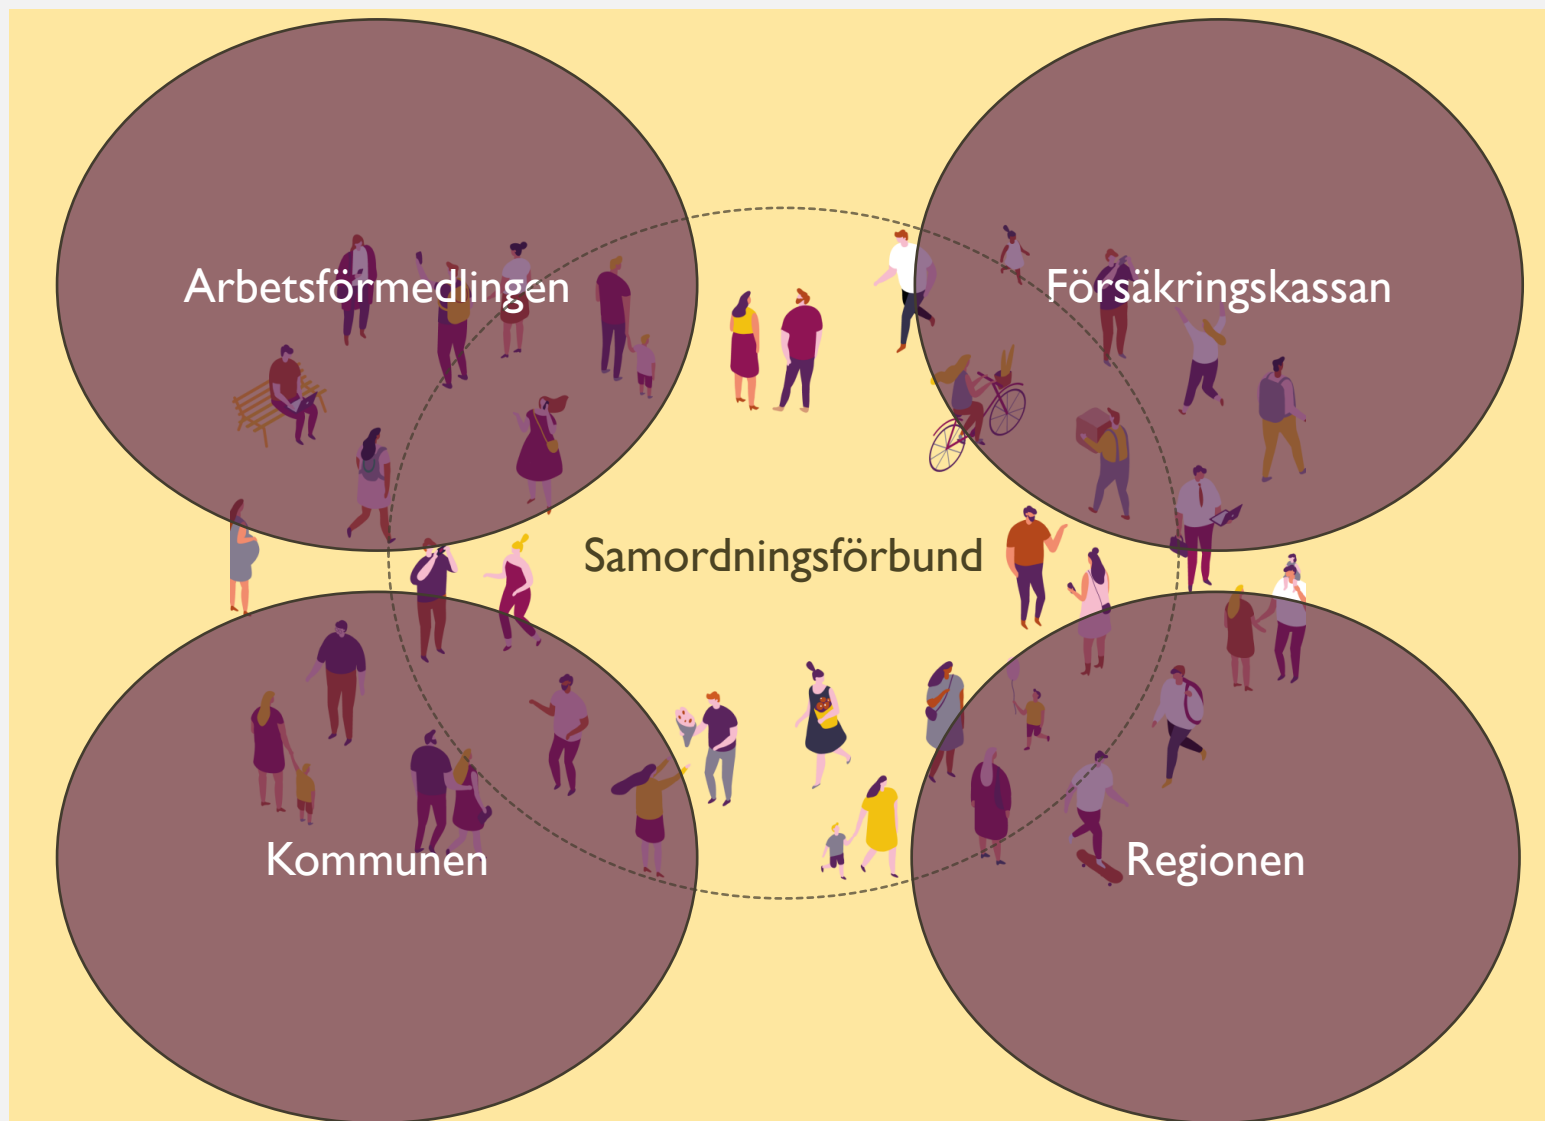 Arbetsförmedlingen
Försäkringskassan
Samordningsförbund
Kommunen
Regionen